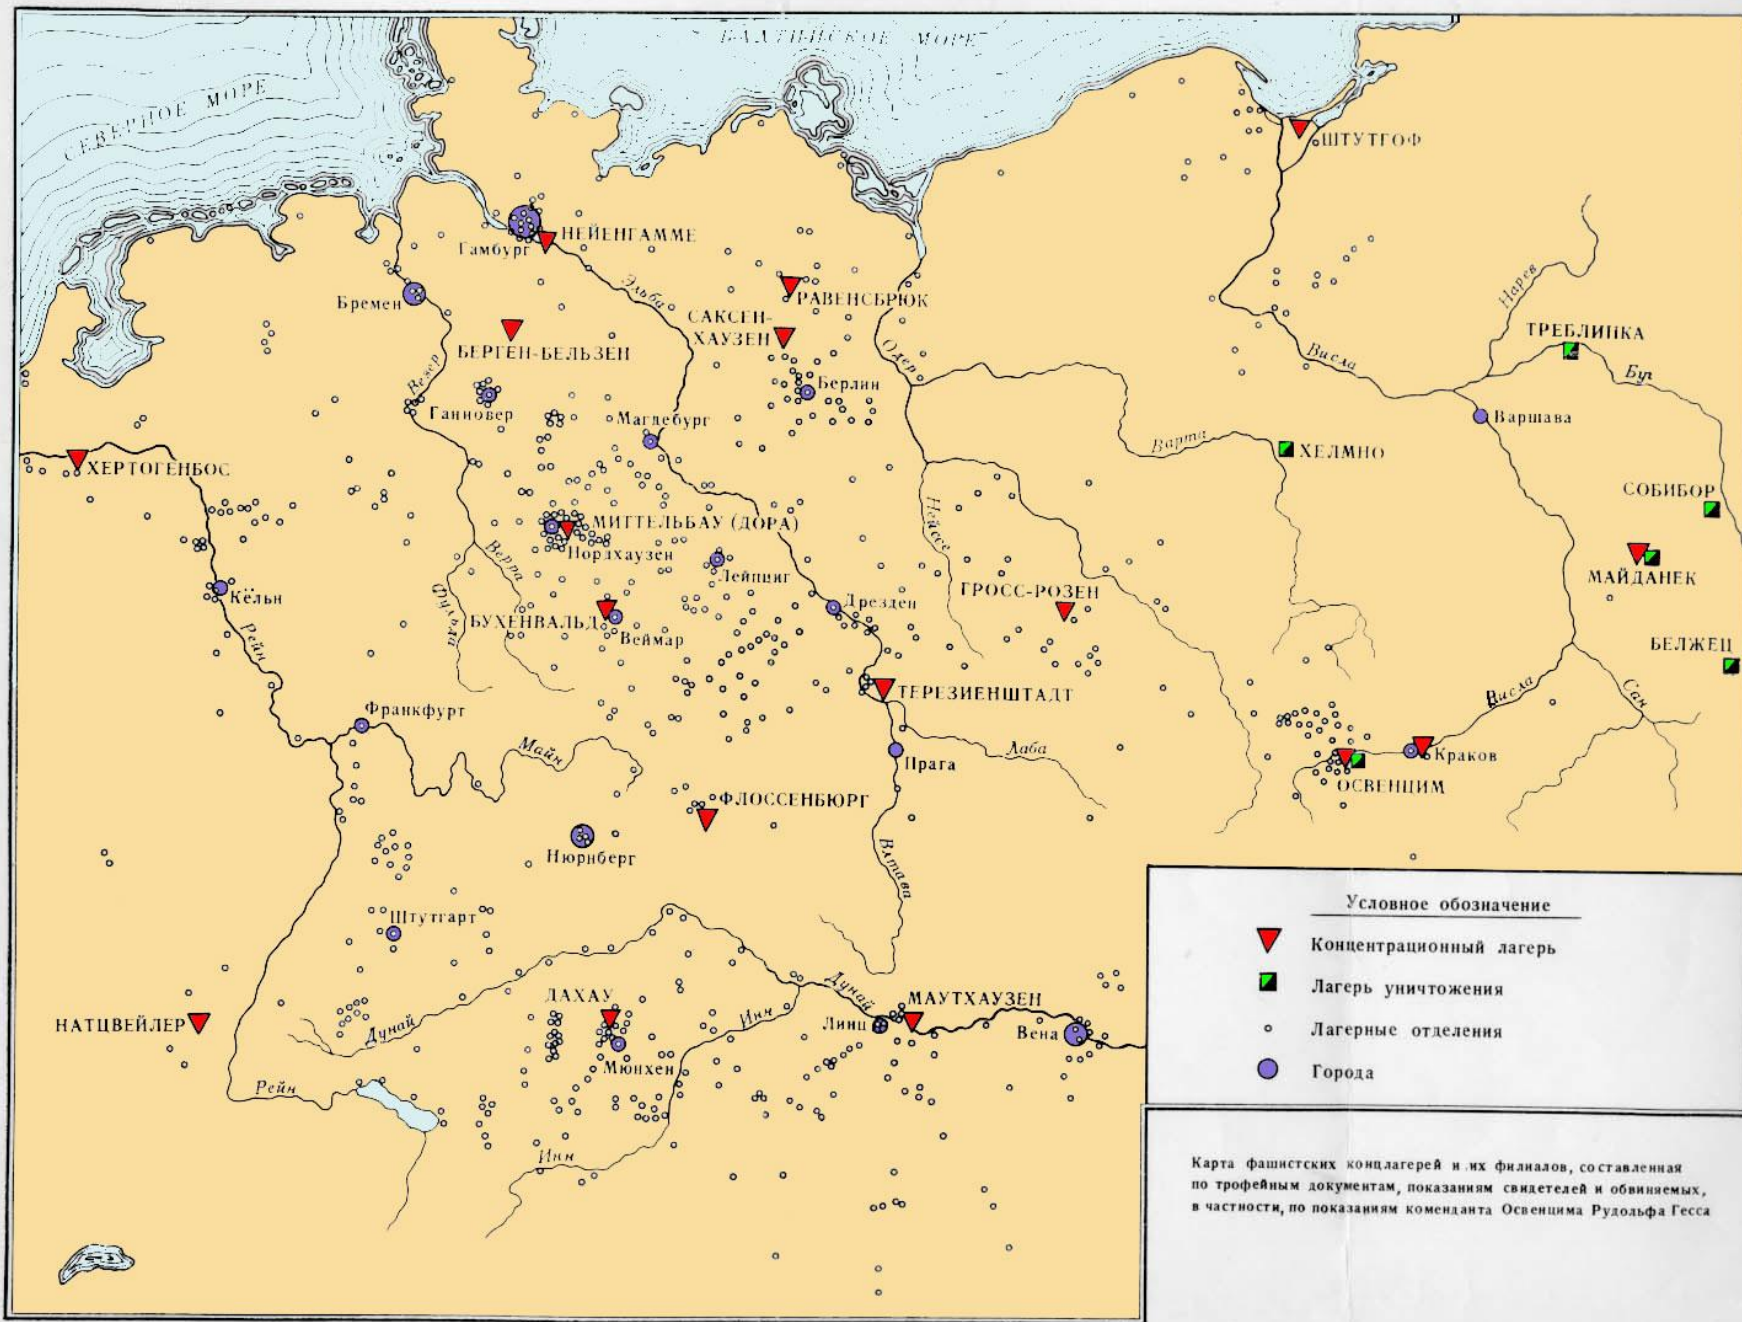 БАЛТИЙСКОЕ МОРЕ
СЕВЕРНОЕ МОРЕ
ШТУТГОФ
НЕЙЕНГАММЕ
Гамбург
Эльба
Нарев
Бремен
РАВЕНСБРЮК
САКСЕН-
ХАУЗЕН
ТРЕБЛИНКА
БЕРГЕН-БЕЛЬЗЕН
Одер
Висла
Буг
Везер
Берлин
Ганновер
Магдебург
Варшава
Варта
ХЕЛМНО
ХЕРТОГЕНБОС
СОБИБОР
Нейссе
МИТТЕЛЬБАУ (ДОРА)
Нордхаузен
Верра
Лейпциг
МАЙДАНЕК
Кёльн
Фульда
Дрезден
ГРОСС-РОЗЕН
БУХЕНВАЛЬД
Веймар
Рейн
БЕЛЖЕЦ
ТЕРЕЗИЕНШТАДТ
Висла
Сан
Франкфурт
Майн
Лаба
Прага
Краков
ОСВЕНЦИМ
ФЛОССЕНБЮРГ
Нюрнберг
Влтава
Штутгарт
Дунай
ДАХАУ
МАУТХАУЗЕН
НАТЦВЕЙЛЕР
Дунай
Инн
Линц
Вена
Мюнхен
Рейн
Инн
Условное обозначение
Концентрационный лагерь
Лагерь уничтожения
Лагерные отделения
Города
Карта фашистских концлагерей и их филиалов, составленная
по трофейным документам, показаниям свидетелей и обвиняемых,
в частности, по показаниям коменданта Освенцима Рудольфа Гесса